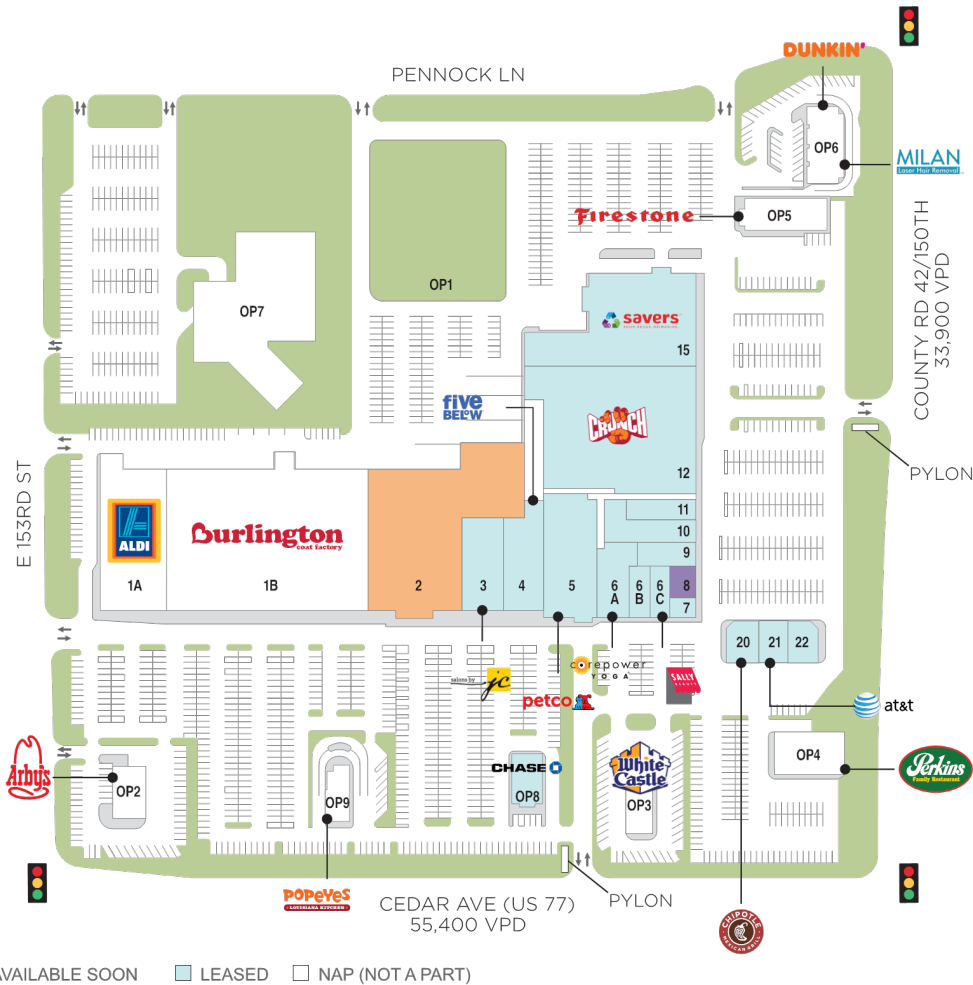 DUNKIN'
PENNOCK LN
OP6
MILAN
Laser Hair Removal
Firestone
OP5
COUNTY RD 42/150TH
33,900 VPD
OP1
OP7
savers
15
five
BELOW
CRUNCH
12
PYLON
E 153RD ST
ALDI
1A
Burlington
coat factory
1B
2
3
4
5
6
A
6
B
6
C
11
10
9
8
7
20
21
22
corepower
YOGA
salons by
jc
petco
SALLY
BEAUTY
at&t
Arby's
OP2
OP9
CHASE
OP8
White
Castle
OP3
OP4
Perkins
Family Restaurant
POPEYES
LOUISIANA KITCHEN
CEDAR AVE (US 77)
55,400 VPD
PYLON
CHIPOTLE
MEXICAN GRILL
AVAILABLE SOON
LEASED
NAP (NOT A PART)